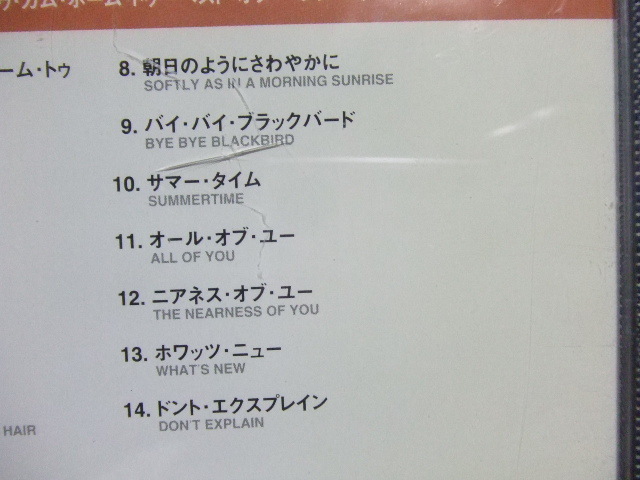 ーム・トゥ
HAIR
8. 朝日のようにさわやかに
SOFTLY AS IN A MORNING SUNRISE
9. バイ・バイ・ブラックバード
BYE BYE BLACKBIRD
10. サマー・タイム
SUMMERTIME
11. オール・オブ・ユー
ALL OF YOU
12. ニアネス・オブ・ユー
THE NEARNESS OF YOU
13. ホワッツ・ニュー
WHAT'S NEW
14. ドント・エクスプレイン
DON'T EXPLAIN